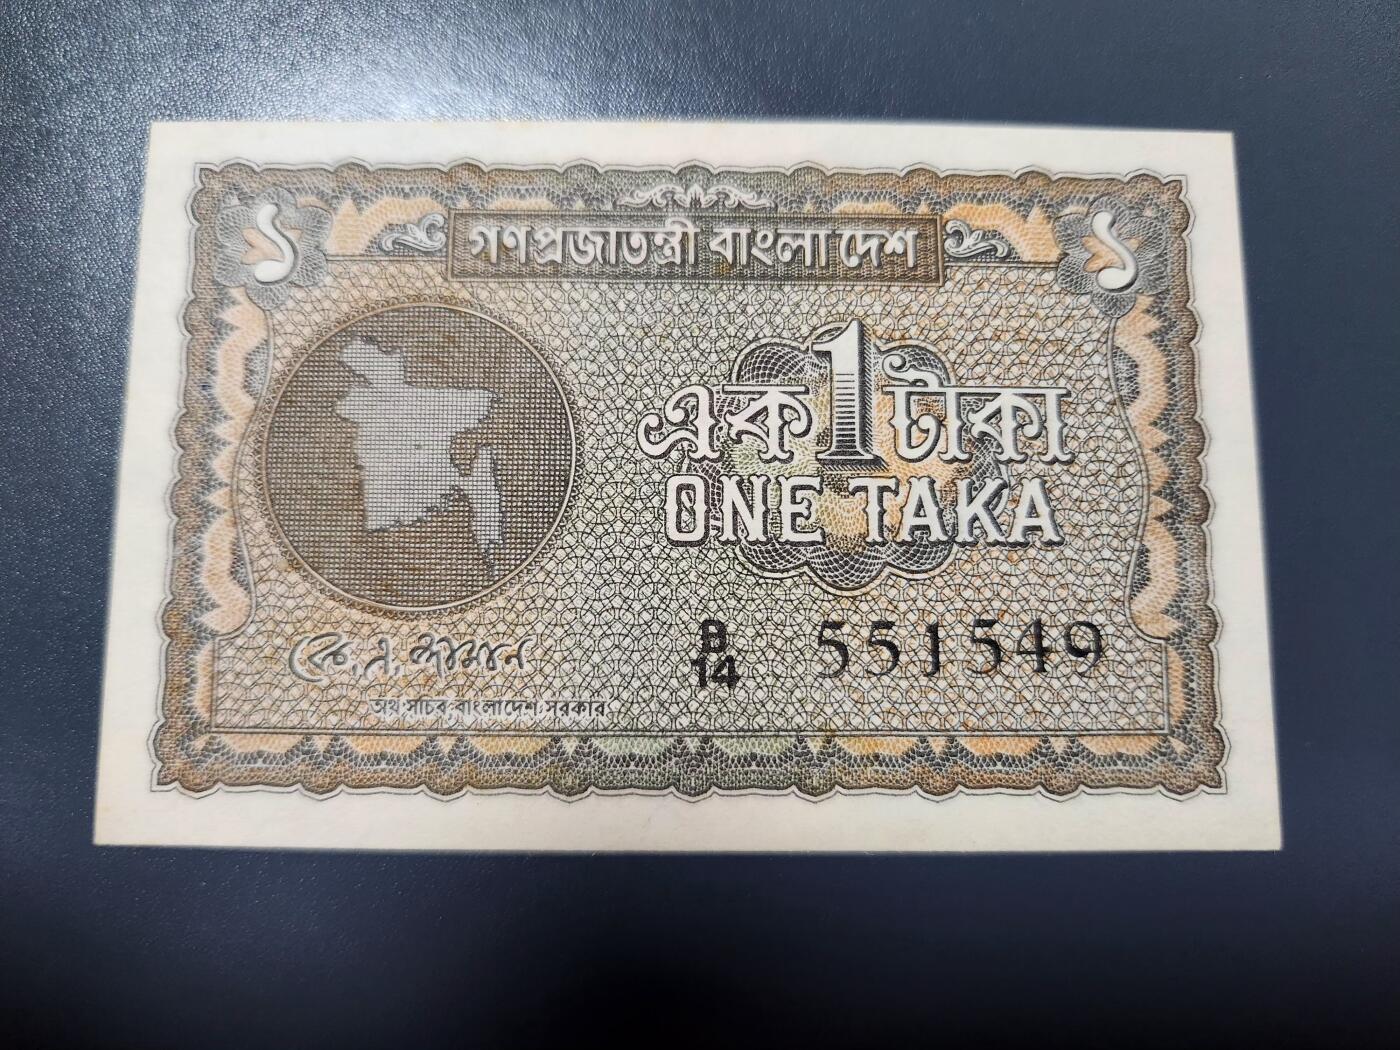 ১ গণপ্রজাতন্ত্রী বাংলা দেশ ১
এক 1 টাকা
ONE TAKA
B
14 551549
কে, এ, জামান
অর্থ সচিব, বাংলাদেশ সরকার